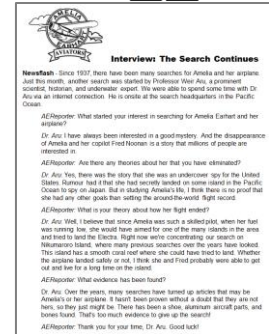 AMELIA
AERO
AVIATORS
Interview: The Search Continues
Newsflash - Since 1937, there have been many searches for Amelia and her airplane.
Just this month, another search was started by Professor Weir Aru, a prominent
scientist, historian, and underwater expert. We were able to spend some time with Dr.
Aru via an internet connection. He is onsite at the search headquarters in the Pacific
Ocean.
AEReporter: What started your interest in searching for Amelia Earhart and her
airplane?
Dr. Aru: I have always been interested in a good mystery. And the disappearance
of Amelia and her copilot Fred Noonan is a story that millions of people are
interested in.
AEReporter: Are there any theories about her that you have eliminated?
Dr. Aru: Yes, there was the story that she was an undercover spy for the United
States. Rumour had it that she had secretly landed on some island in the Pacific
Ocean to spy on Japan. But in studying Amelia's life, I think there is no proof that
she had any other goals than setting the around-the-world flight record.
AEReporter: What is your theory about how her flight ended?
Dr. Aru: Well, I believe that since Amelia was such a skilled pilot, when her fuel
was running low, she would have aimed for one of the many islands in the area
and tried to land the Electra. Right now we're concentrating our search on
Nikumaroro Island, where many previous searches over the years have looked.
This island has a smooth coral reef where she could have tried to land. Whether
the airplane landed safely or not, I think she and Fred probably were able to get
out and live for a long time on the island.
AEReporter: What evidence has been found?
Dr. Aru: Over the years, many searches have turned up articles that may be
Amelia's or her airplane. It hasn't been proven without a doubt that they are not
hers, so they just might be. There has been a shoe, aluminum aircraft parts, and
bones found. That's too much evidence to give up the search!
AEReporter: Thank you for your time, Dr. Aru. Good luck!